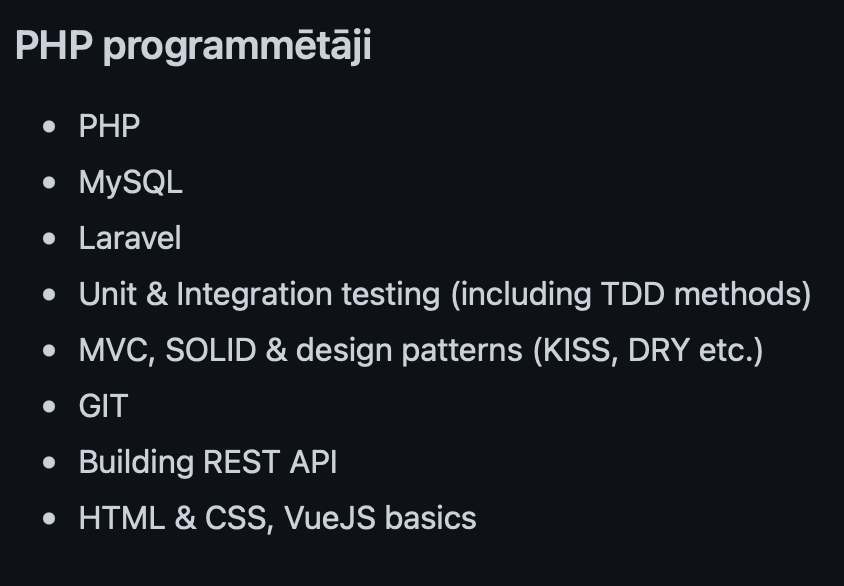 PHP programmētāji
• PHP
• MySQL
• Laravel
• Unit & Integration testing (including TDD methods)
• MVC, SOLID & design patterns (KISS, DRY etc.)
• GIT
• Building REST API
• HTML & CSS, VueJS basics